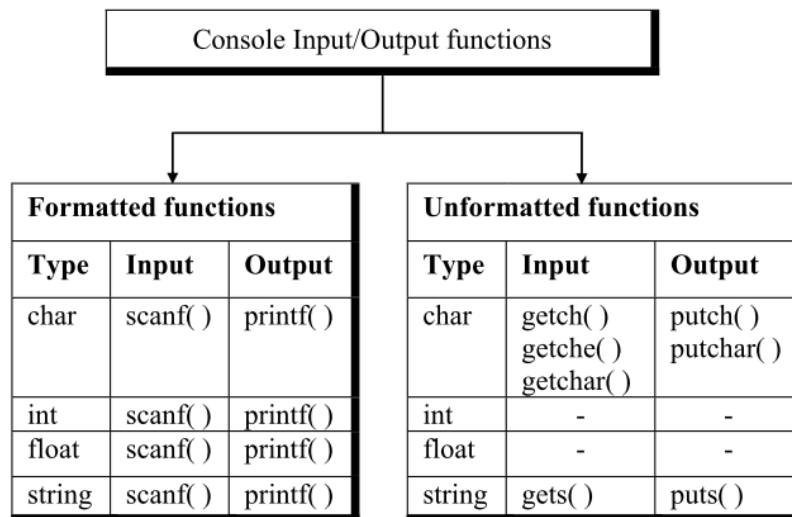 Console Input/Output functions
Formatted functions
Type Input Output
char scanf( ) printf( )
int scanf( ) printf( )
float scanf( ) printf( )
string scanf( ) printf( )
Unformatted functions
Type Input Output
char getch( ) putch( )
getche( ) putchar( )
getchar( )
int - -
float - -
string gets( ) puts( )